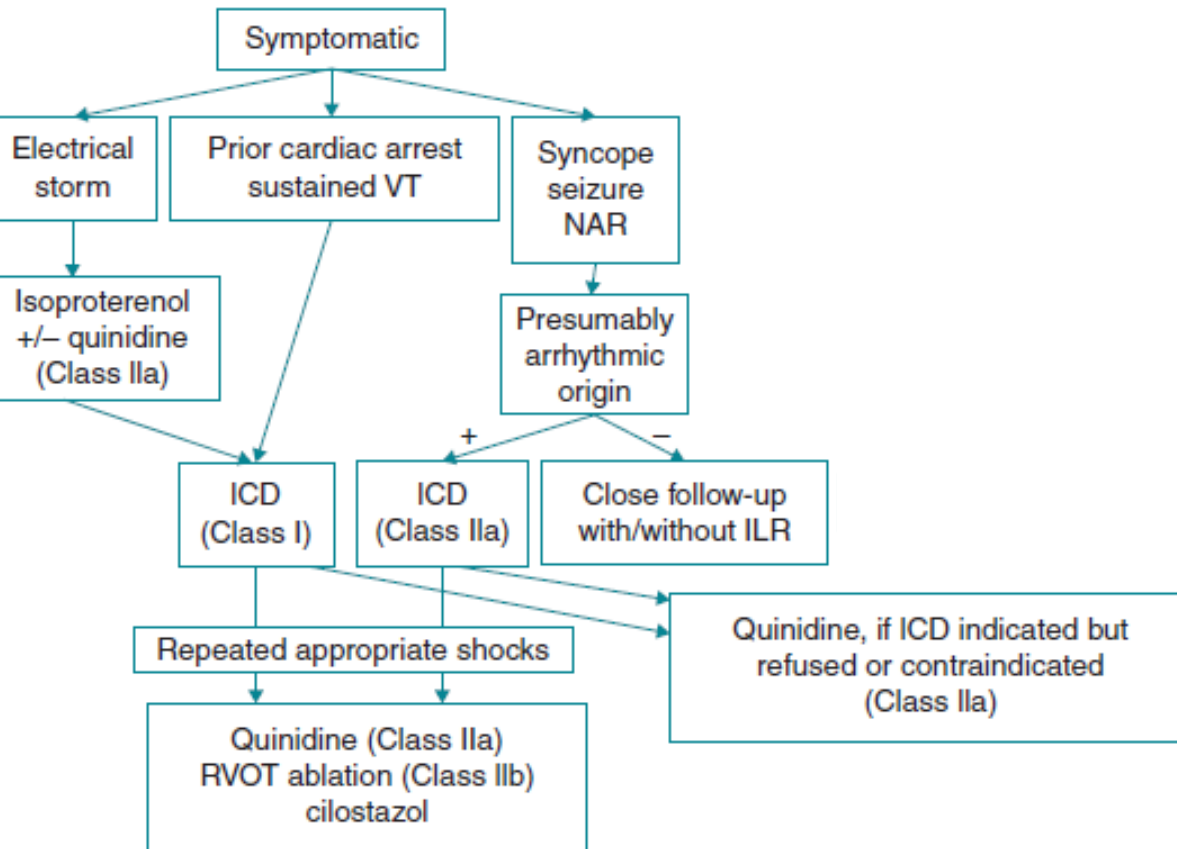 Symptomatic
Electrical
storm
Prior cardiac arrest
sustained VT
Syncope
seizure
NAR
Isoproterenol
+/– quinidine
(Class IIa)
Presumably
arrhythmic
origin
+
–
ICD
(Class I)
ICD
(Class IIa)
Close follow-up
with/without ILR
Repeated appropriate shocks
Quinidine, if ICD indicated but
refused or contraindicated
(Class IIa)
Quinidine (Class IIa)
RVOT ablation (Class IIb)
cilostazol